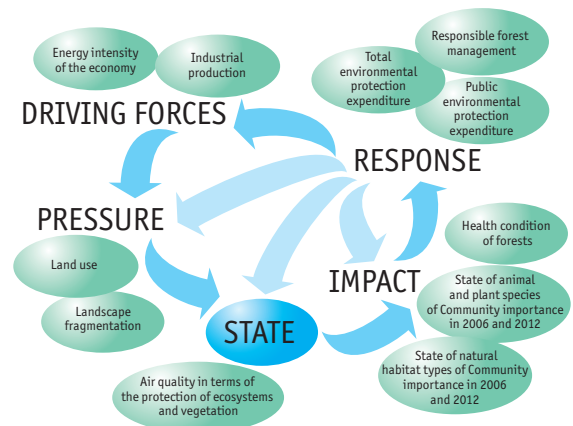 Energy intensity
of the economy
Industrial
production
DRIVING FORCES
Responsible forest
management
Total
environmental
protection
expenditure
Public
environmental
protection
expenditure
RESPONSE
PRESSURE
Land use
Landscape
fragmentation
Health condition
of forests
IMPACT
State of animal
and plant species
of Community importance
in 2006 and 2012
STATE
State of natural
habitat types of Community
importance in 2006
and 2012
Air quality in terms of
the protection of ecosystems
and vegetation